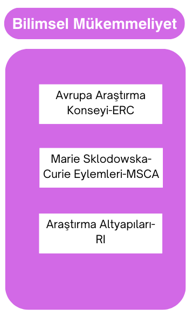 Bilimsel Mükemmeliyet
Avrupa Araştırma
Konseyi-ERC
Marie Sklodowska-
Curie Eylemleri-MSCA
Araştırma Altyapıları-
RI